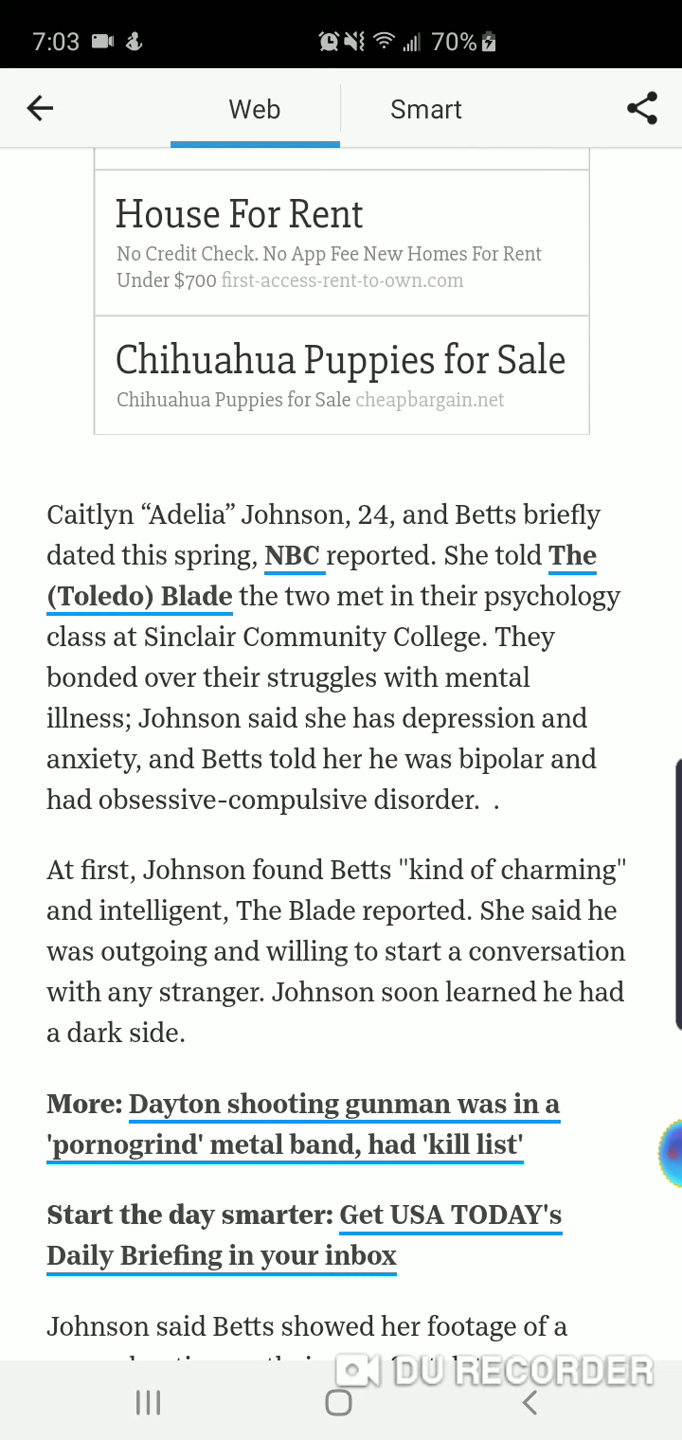 7:03
70%
Web
Smart
House For Rent
No Credit Check. No App Fee New Homes For Rent
Under $700 first-access-rent-to-own.com
Chihuahua Puppies for Sale
Chihuahua Puppies for Sale cheapbargain.net
Caitlyn “Adelia” Johnson, 24, and Betts briefly
dated this spring, NBC reported. She told The
(Toledo) Blade the two met in their psychology
class at Sinclair Community College. They
bonded over their struggles with mental
illness; Johnson said she has depression and
anxiety, and Betts told her he was bipolar and
had obsessive-compulsive disorder. .
At first, Johnson found Betts "kind of charming"
and intelligent, The Blade reported. She said he
was outgoing and willing to start a conversation
with any stranger. Johnson soon learned he had
a dark side.
More: Dayton shooting gunman was in a
'pornogrind' metal band, had 'kill list'
Start the day smarter: Get USA TODAY's
Daily Briefing in your inbox
Johnson said Betts showed her footage of a
DU RECORDER